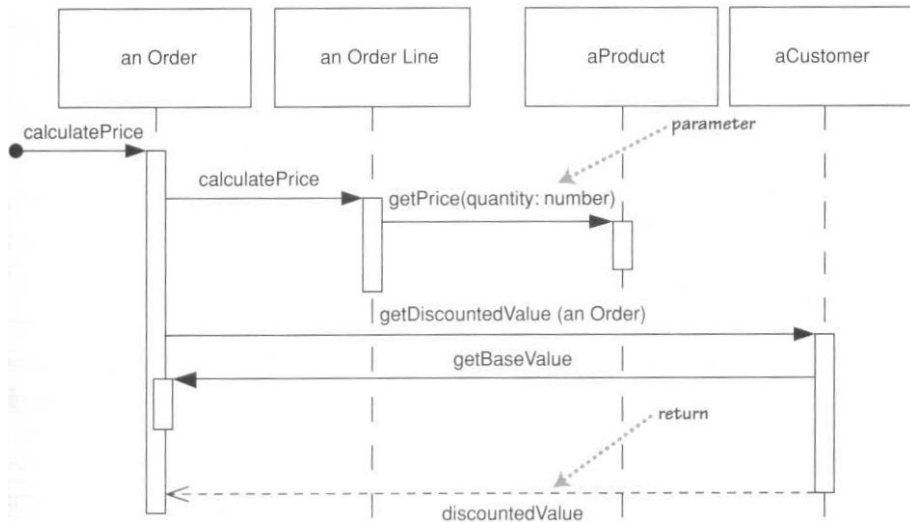 an Order
an Order Line
aProduct
aCustomer
calculatePrice
parameter
calculatePrice
getPrice(quantity: number)
getDiscountedValue (an Order)
getBaseValue
return
discountedValue